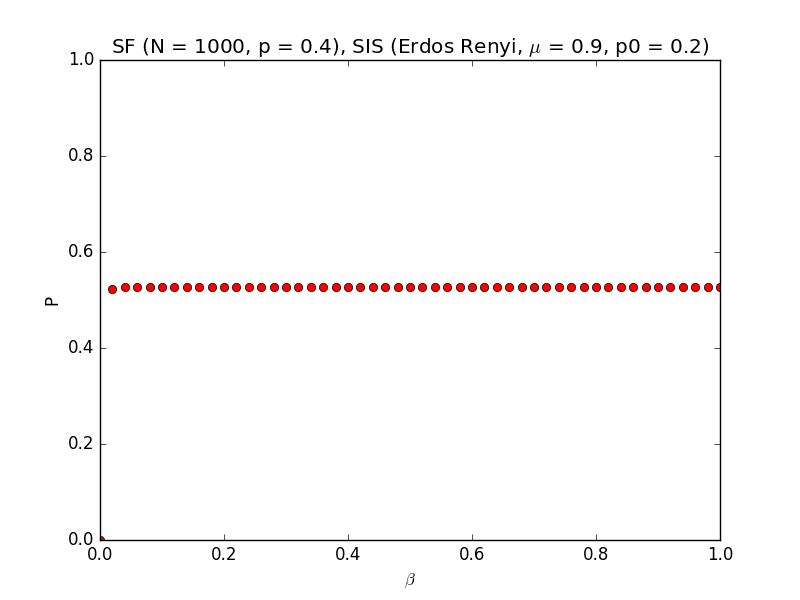 SF (N = 1000, p = 0.4), SIS (Erdos Renyi, μ = 0.9, p0 = 0.2)
1.0
0.8
0.6
P
0.4
0.2
0.0
0.0 0.2 0.4 0.6 0.8 1.0
β